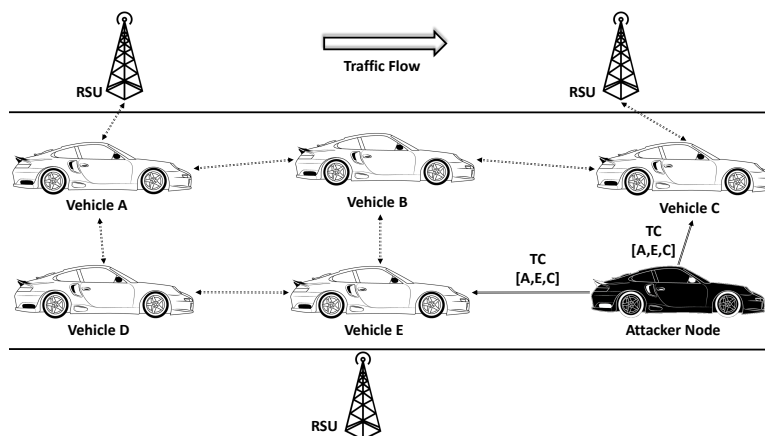 RSU
RSU
Traffic Flow
Vehicle A
Vehicle B
Vehicle C
TC
[A,E,C]
TC
[A,E,C]
Vehicle D
Vehicle E
Attacker Node
RSU